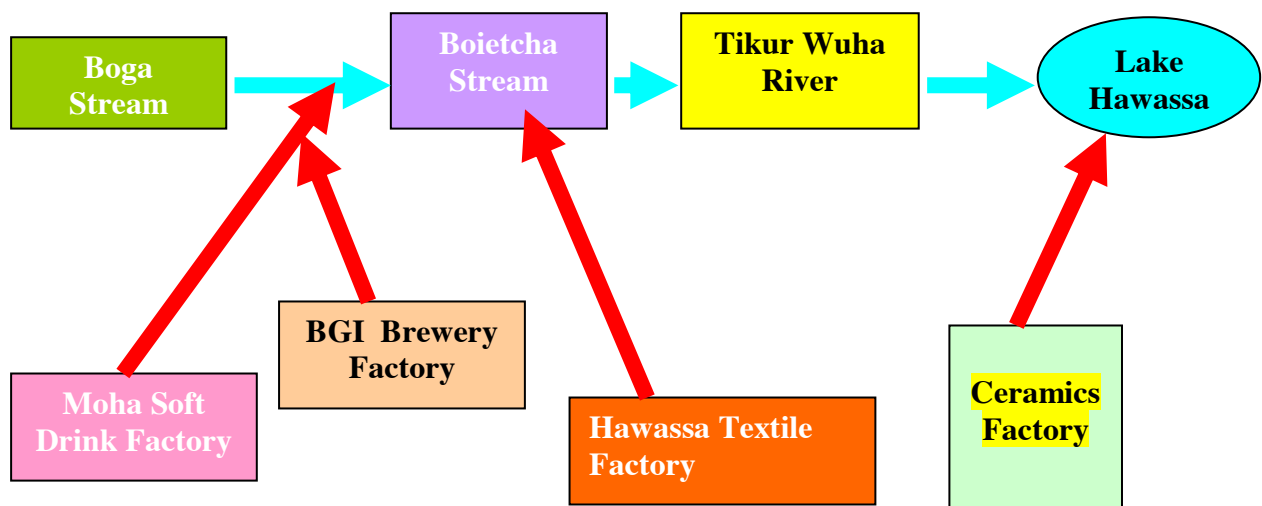 Boga
Stream
Boietcha
Stream
Tikur Wuha
River
Lake
Hawassa
BGI Brewery
Factory
Moha Soft
Drink Factory
Hawassa Textile
Factory
Ceramics
Factory